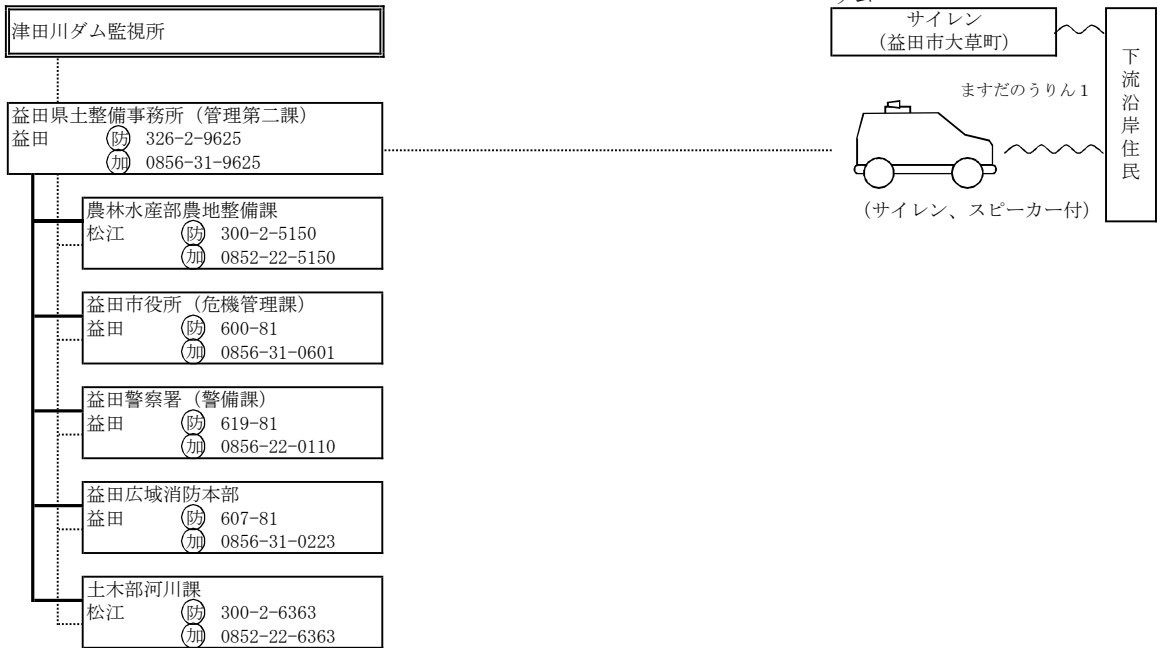 津田川ダム監視所
益田県土整備事務所（管理第二課）
益田 ㊊防 326-2-9625
加 0856-31-9625
農林水産部農地整備課
松江 防 300-2-5150
加 0852-22-5150
益田市役所（危機管理課）
益田 防 600-81
加 0856-31-0601
益田警察署（警備課）
益田 防 619-81
加 0856-22-0110
益田広域消防本部
益田 防 607-81
加 0856-31-0223
土木部河川課
松江 防 300-2-6363
加 0852-22-6363
サイレン
（益田市大草町）
ますだのうりん１
（サイレン、スピーカー付）
下流沿岸住民